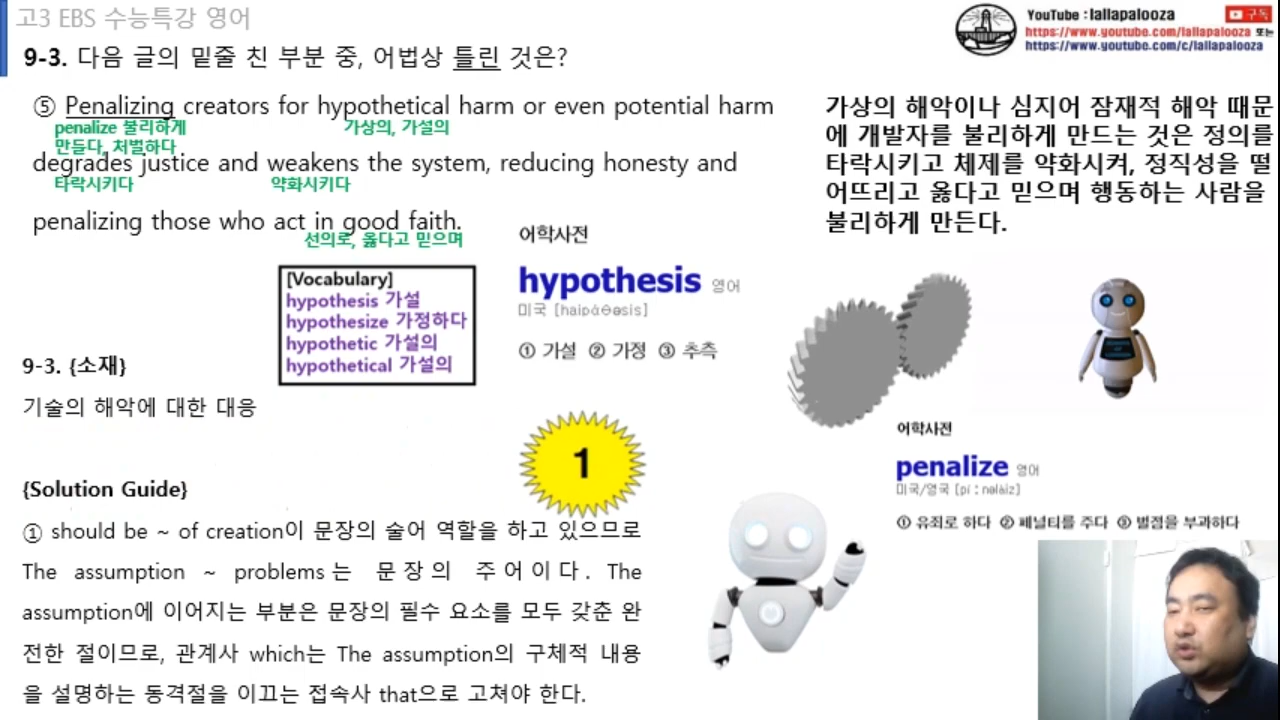 고3 EBS 수능특강 영어
YouTube : lallapalooza
구독
https://www.youtube.com/lallapalooza 또는
https://www.youtube.com/c/lallapalooza
9-3. 다음 글의 밑줄 친 부분 중, 어법상 틀린 것은?
⑤ Penalizing creators for hypothetical harm or even potential harm
penalize 불리하게
만들다, 처벌하다
가상의, 가설의
degrades justice and weakens the system, reducing honesty and
타락시키다
약화시키다
penalizing those who act in good faith.
선의로, 옳다고 믿으며
가상의 해악이나 심지어 잠재적 해악 때문
에 개발자를 불리하게 만드는 것은 정의를
타락시키고 체제를 약화시켜, 정직성을 떨
어뜨리고 옳다고 믿으며 행동하는 사람을
불리하게 만든다.
[Vocabulary]
hypothesis 가설
hypothesize 가정하다
hypothetic 가설의
hypothetical 가설의
어학사전
hypothesis 영어
미국 [haipάθəsis]
① 가설 ② 가정 ③ 추측
9-3. {소재}
기술의 해악에 대한 대응
1
어학사전
penalize 영어
미국/영국 [píːnəlàiz]
① 유죄로 하다 ② 페널티를 주다 ③ 벌점을 부과하다
{Solution Guide}
① should be ~ of creation이 문장의 술어 역할을 하고 있으므로
The assumption ~ problems는 문장의 주어이다. The
assumption에 이어지는 부분은 문장의 필수 요소를 모두 갖춘 완
전한 절이므로, 관계사 which는 The assumption의 구체적 내용
을 설명하는 동격절을 이끄는 접속사 that으로 고쳐야 한다.